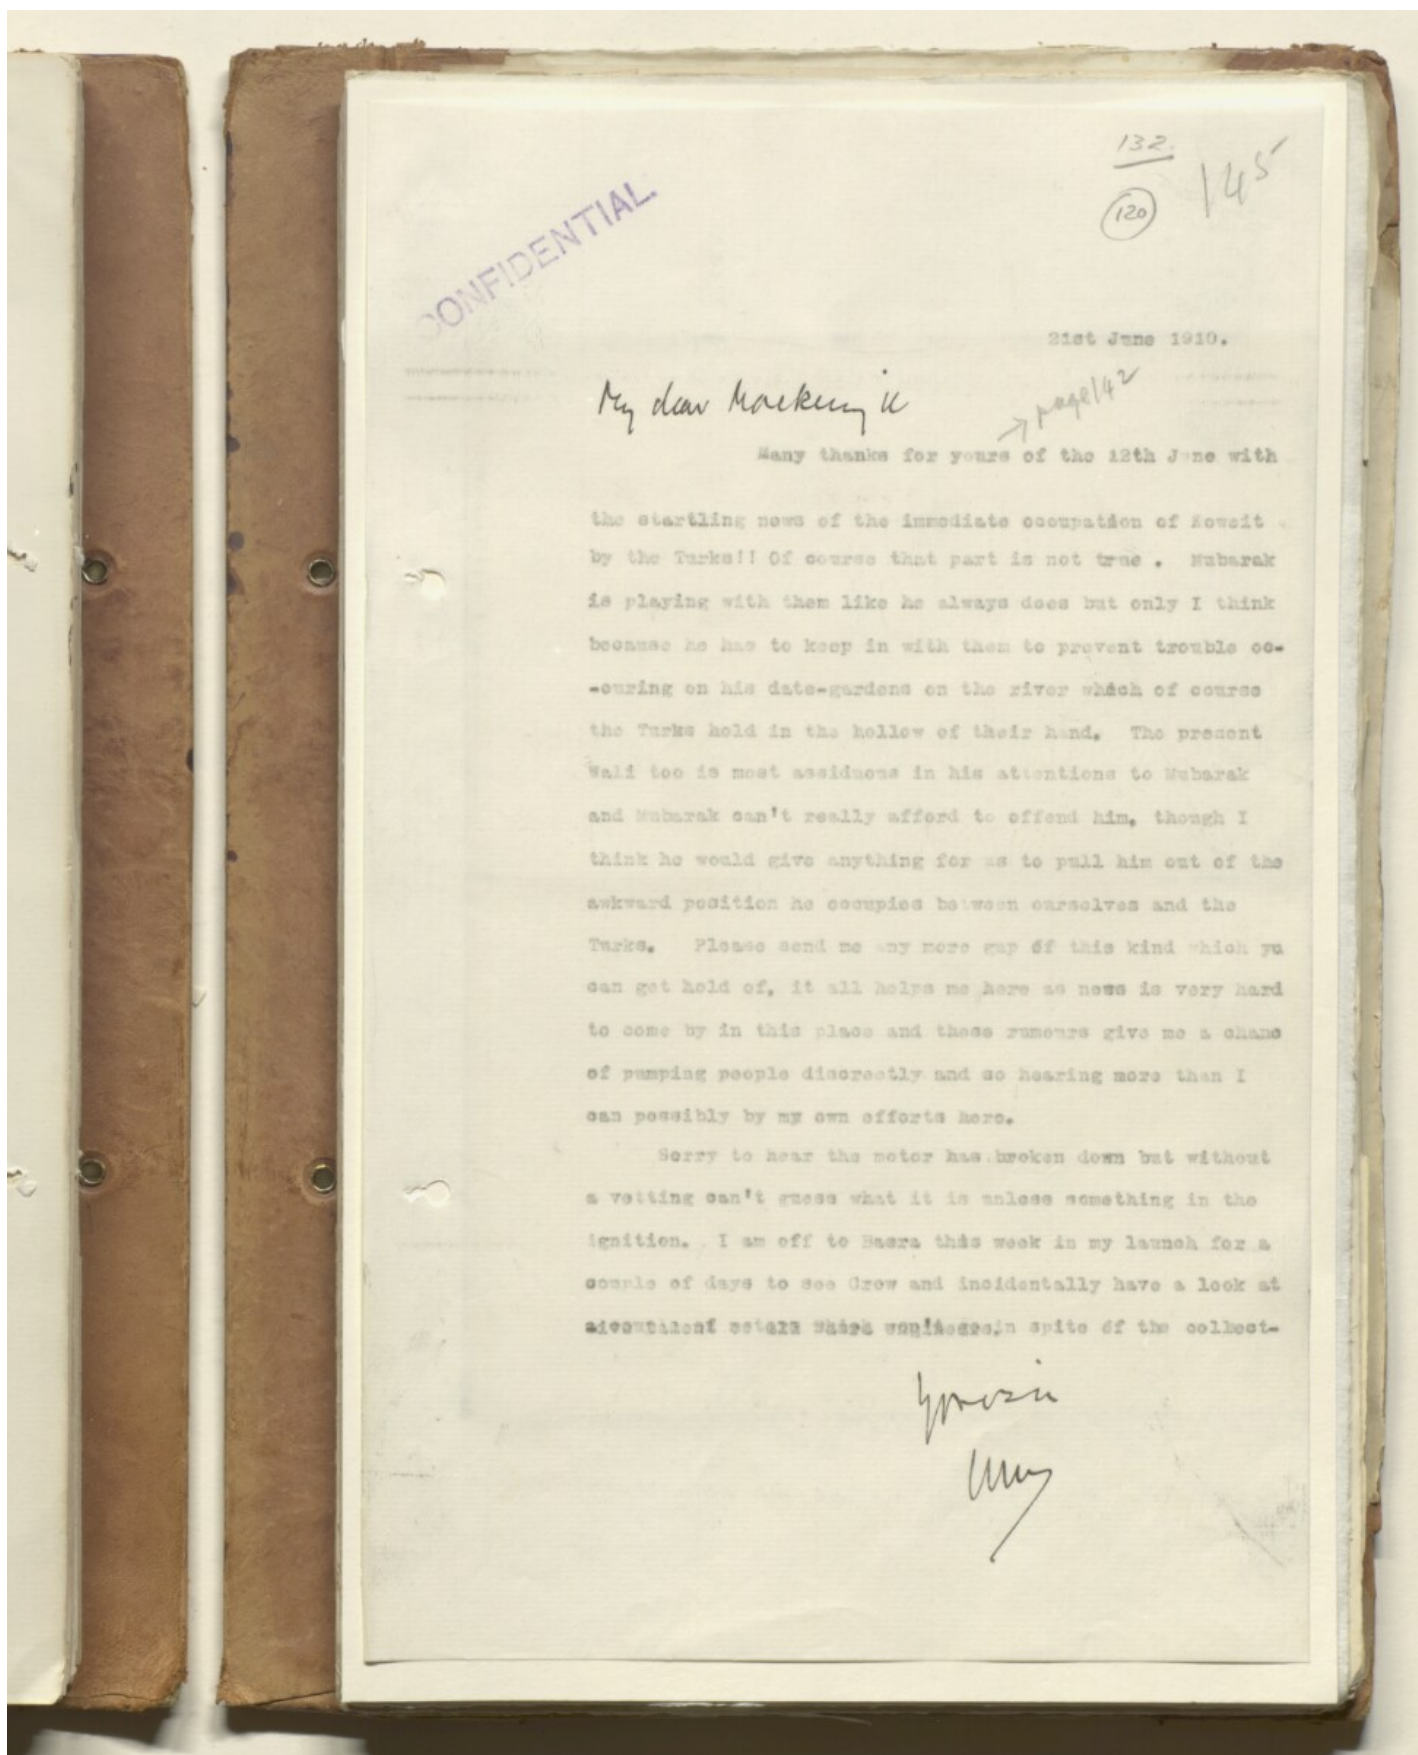 132.
120
145
CONFIDENTIAL.
21st June 1910.
My dear Mackenzie
page 142
Many thanks for yours of the 12th June with
the startling news of the immediate occupation of Koweit
by the Turks!! Of course that part is not true . Mubarak
is playing with them like he always does but only I think
because he has to keep in with them to prevent trouble oc-
-curing on his date-gardens on the river which of course
the Turks hold in the hollow of their hand. The present
Wali too is most assiduous in his attentions to Mubarak
and Mubarak can't really afford to offend him, though I
think he would give anything for us to pull him out of the
awkward position he occupies between ourselves and the
Turks. Please send me any more gup of this kind which yu
can get hold of, it all helps me here as news is very hard
to come by in this place and these rumours give me a chanc
of pumping people discreetly and so hearing more than I
can possibly by my own efforts here.
Sorry to hear the motor has broken down but without
a vetting can't guess what it is unless something in the
ignition. I am off to Basra this week in my launch for a
couple of days to see Crow and incidentally have a look at
in spite of the collect-